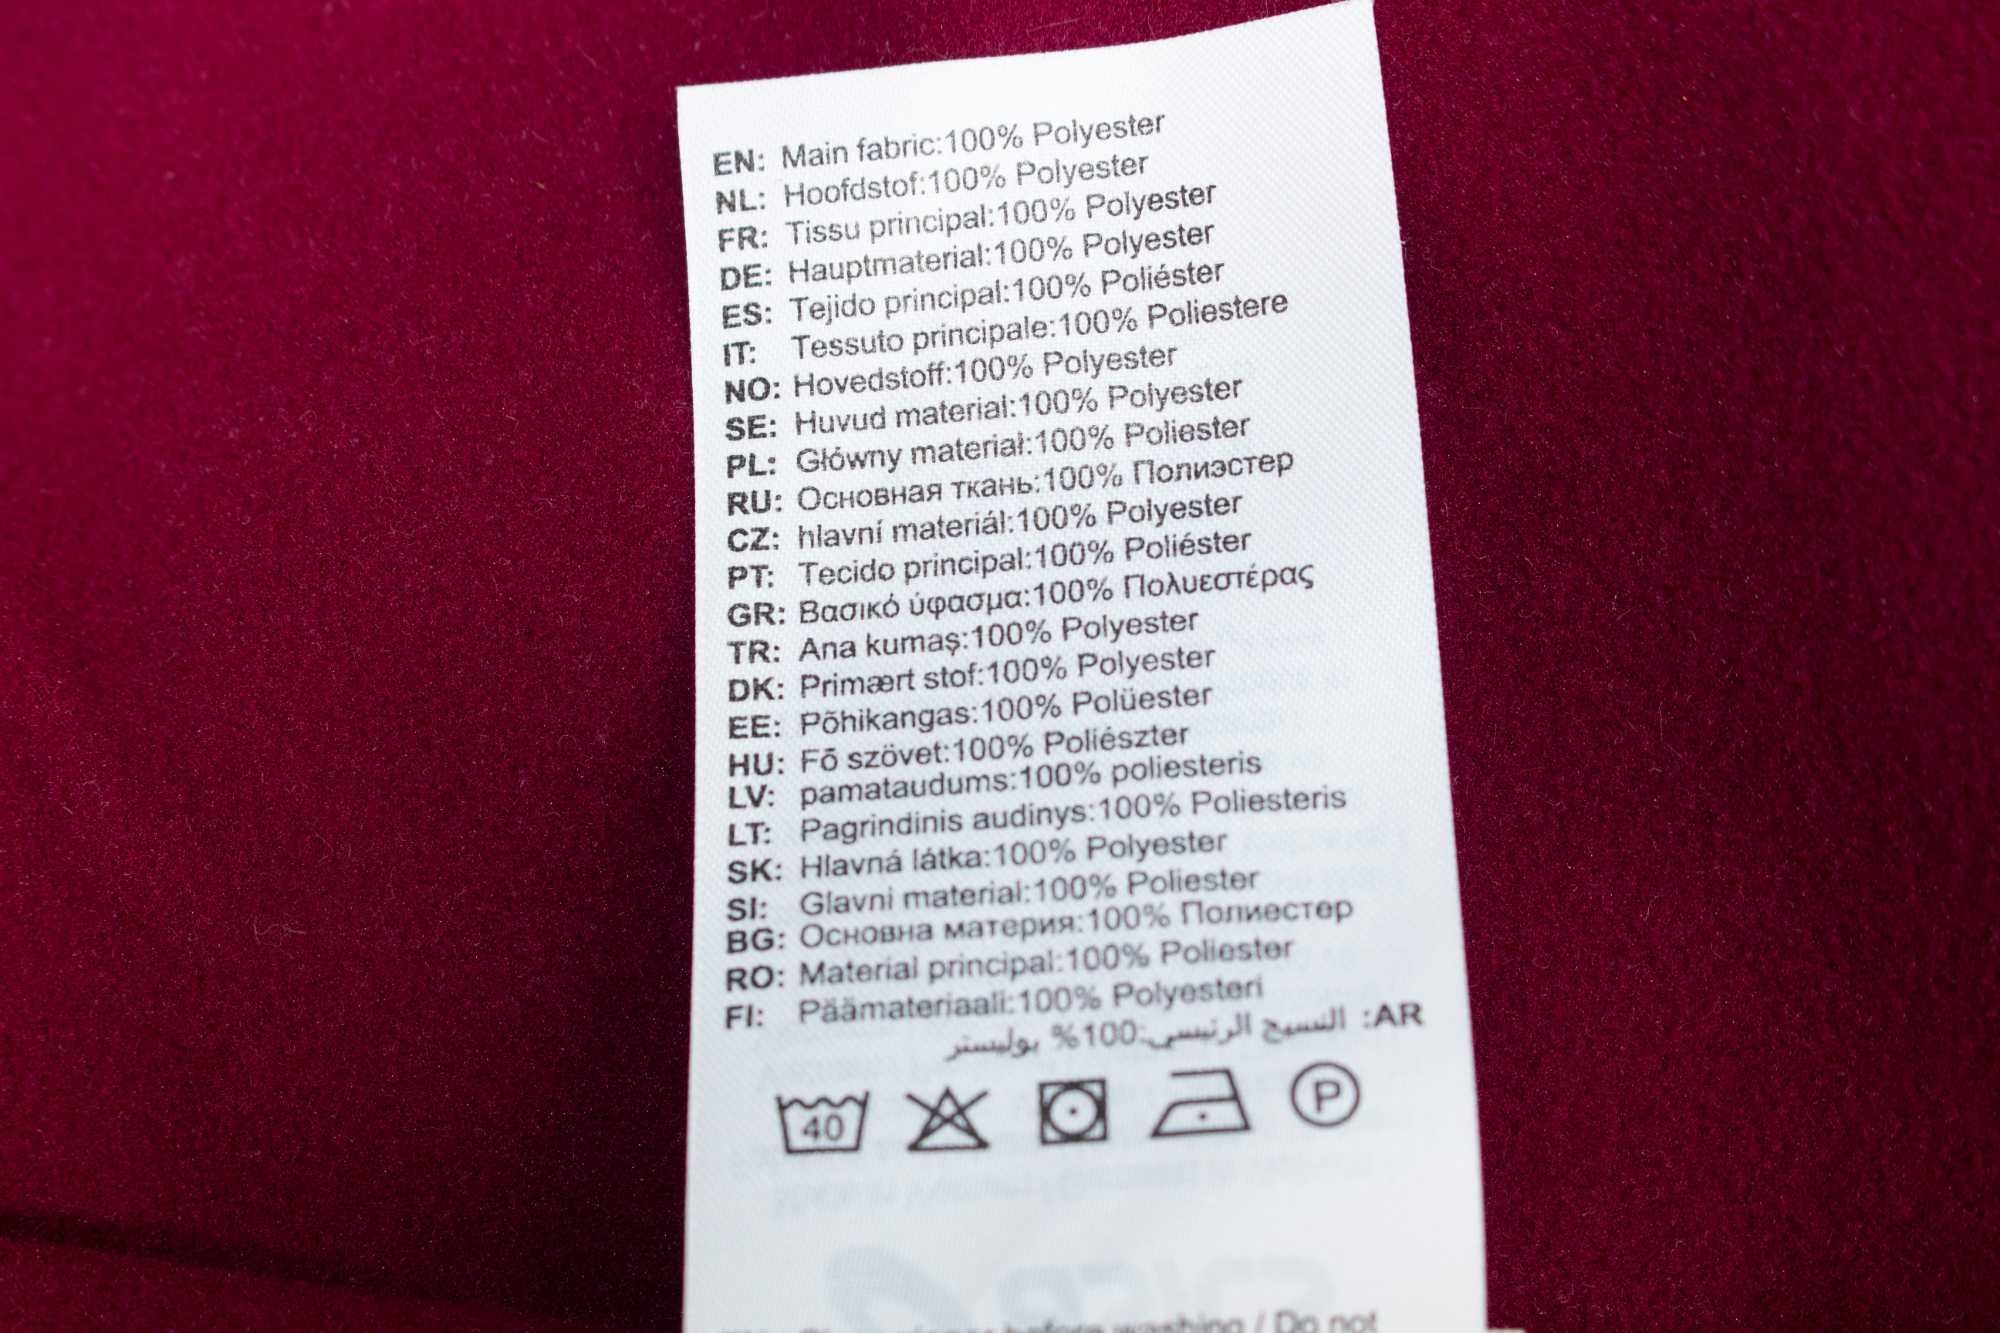 EN: Main fabric:100% Polyester
NL: Hoofdstof:100% Polyester
FR: Tissu principal:100% Polyester
DE: Hauptmaterial:100% Polyester
ES: Tejido principal:100% Poliéster
IT: Tessuto principale:100% Poliestere
NO: Hovedstoff:100% Polyester
SE: Huvud material:100% Polyester
PL: Główny materiał:100% Poliester
RU: Основная ткань:100% Полиэстер
CZ: hlavní materiál:100% Polyester
PT: Tecido principal:100% Poliéster
GR: Βασικό ύφασμα:100% Πολυεστέρας
TR: Ana kumaş:100% Polyester
DK: Primært stof:100% Polyester
EE: Põhikangas:100% Polüester
HU: Fõ szövet:100% Poliészter
LV: pamataudums:100% poliesteris
LT: Pagrindinis audinys:100% Poliesteris
SK: Hlavná látka:100% Polyester
SI: Glavni material:100% Poliester
BG: Основна материя:100% Полиестер
RO: Material principal:100% Poliester
FI: Päämateriaali:100% Polyesteri
AR: النسيج الرئيسي:100% بوليستر
40 P
before washing / Do not